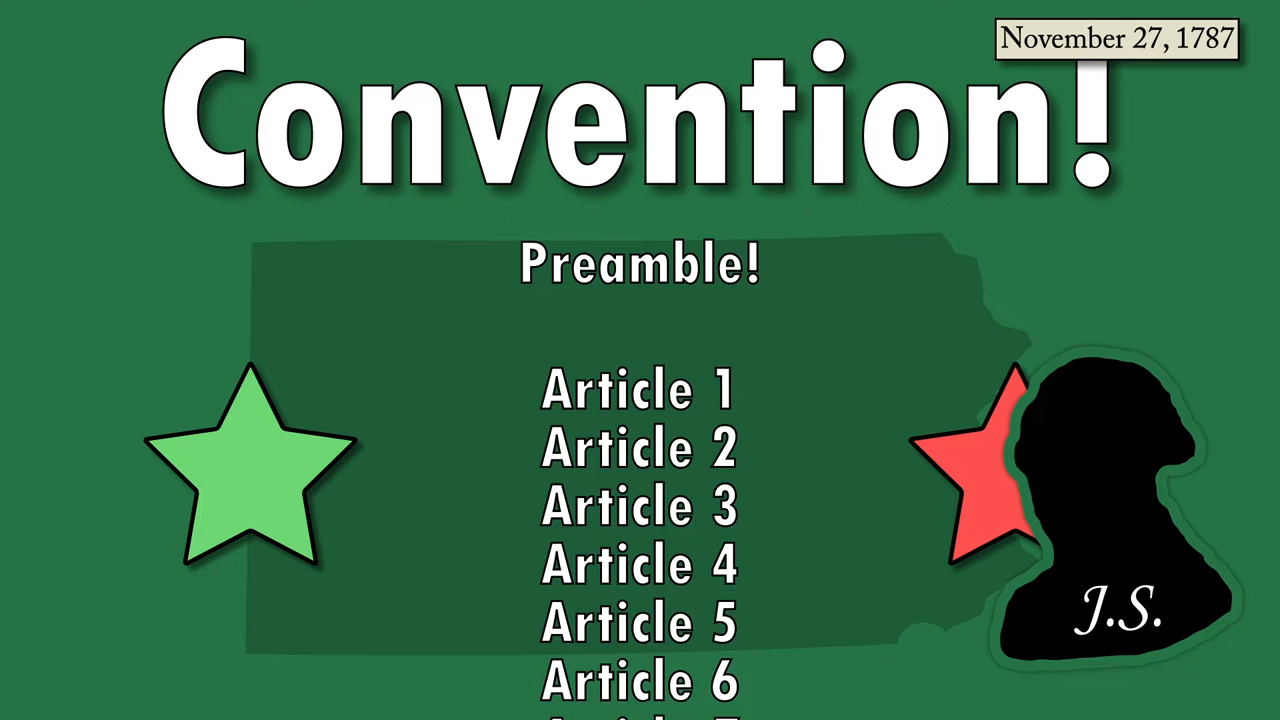 November 27, 1787
Convention!
Preamble!
Article 1
Article 2
Article 3
Article 4
Article 5
Article 6
J.S.